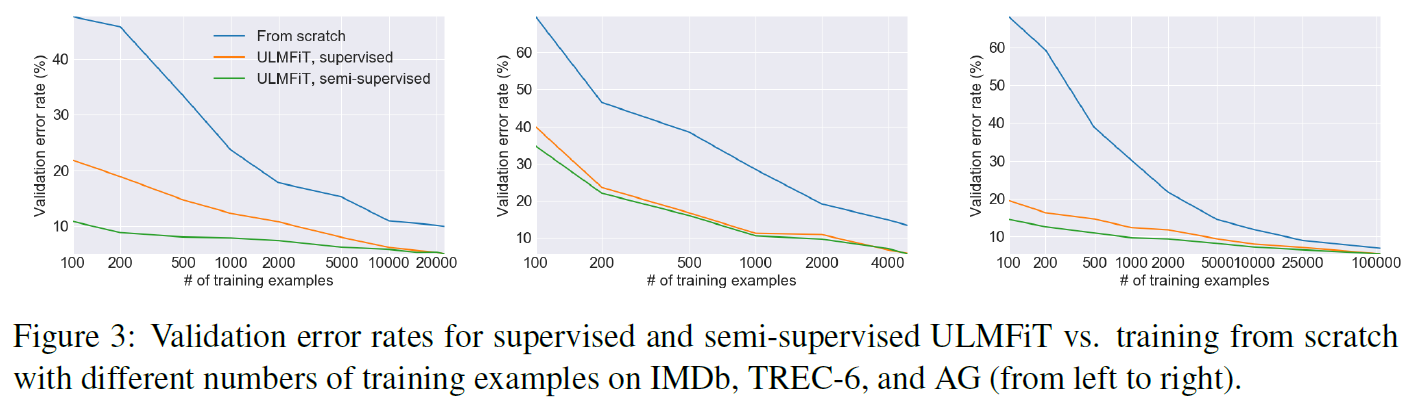 From scratch
ULMFiT, supervised
ULMFiT, semi-supervised
Validation error rate (%)
40
30
20
10
100 200 500 1000 2000 5000 10000 20000
# of training examples
Validation error rate (%)
60
50
40
30
20
10
100 200 500 1000 2000 4000
# of training examples
Validation error rate (%)
60
50
40
30
20
10
100 200 500 1000 2000 5000 10000 25000 100000
# of training examples
Figure 3: Validation error rates for supervised and semi-supervised ULMFiT vs. training from scratch
with different numbers of training examples on IMDb, TREC-6, and AG (from left to right).